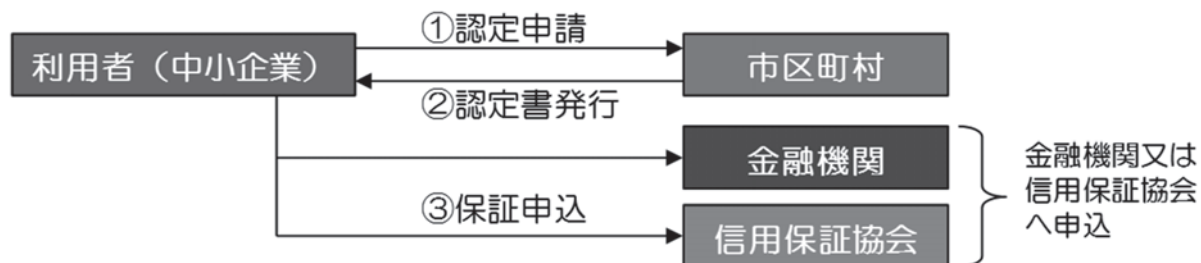 ①認定申請
利用者（中小企業）
市区町村
②認定書発行
金融機関
③保証申込
信用保証協会
金融機関又は
信用保証協会
へ申込